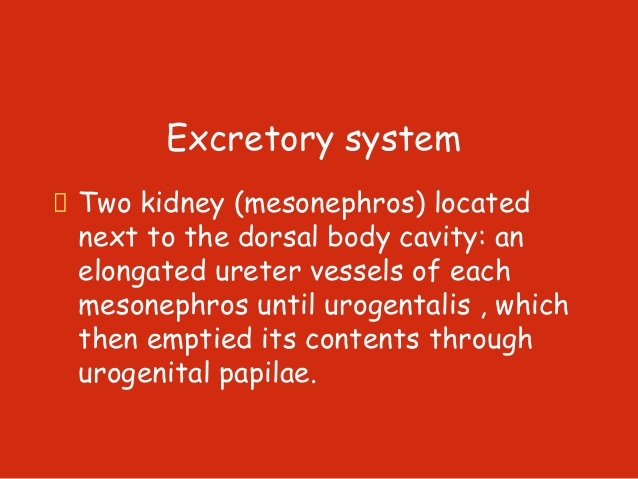 Excretory system
Two kidney (mesonephros) located
next to the dorsal body cavity: an
elongated ureter vessels of each
mesonephros until urogentalis , which
then emptied its contents through
urogenital papilae.